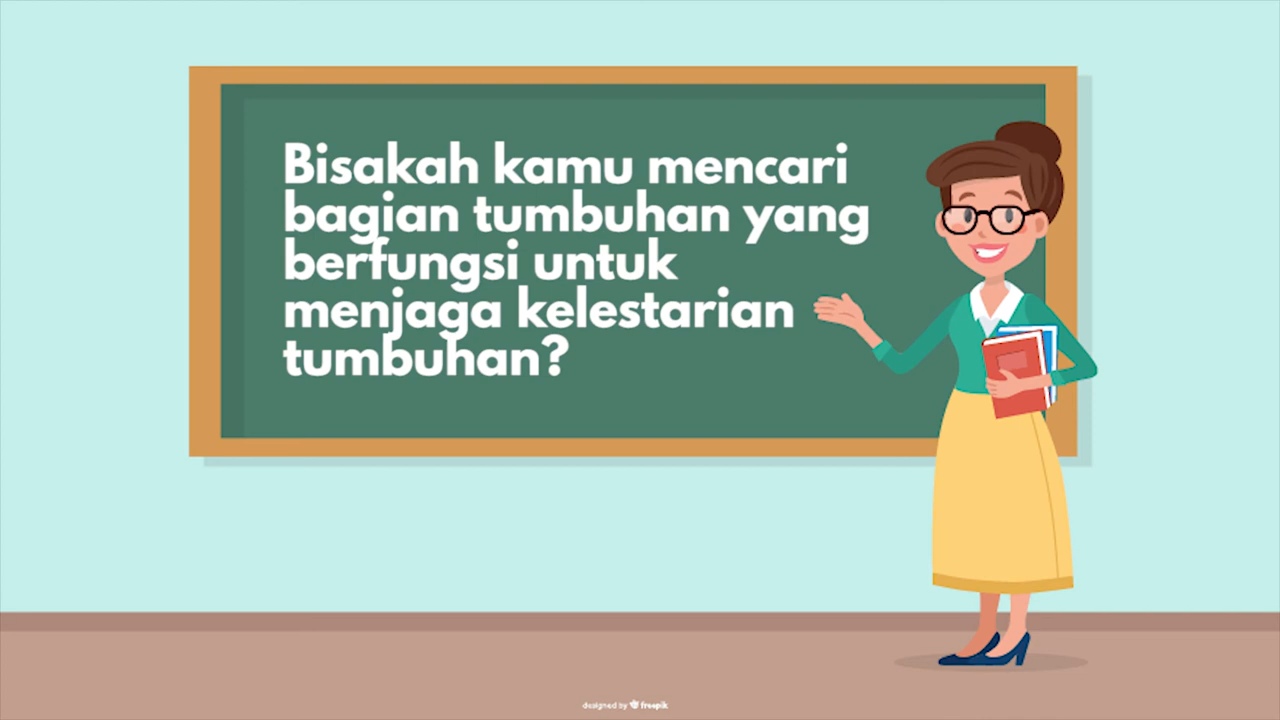 Bisakah kamu mencari
bagian tumbuhan yang
berfungsi untuk
menjaga kelestarian
tumbuhan?
designed by freepik